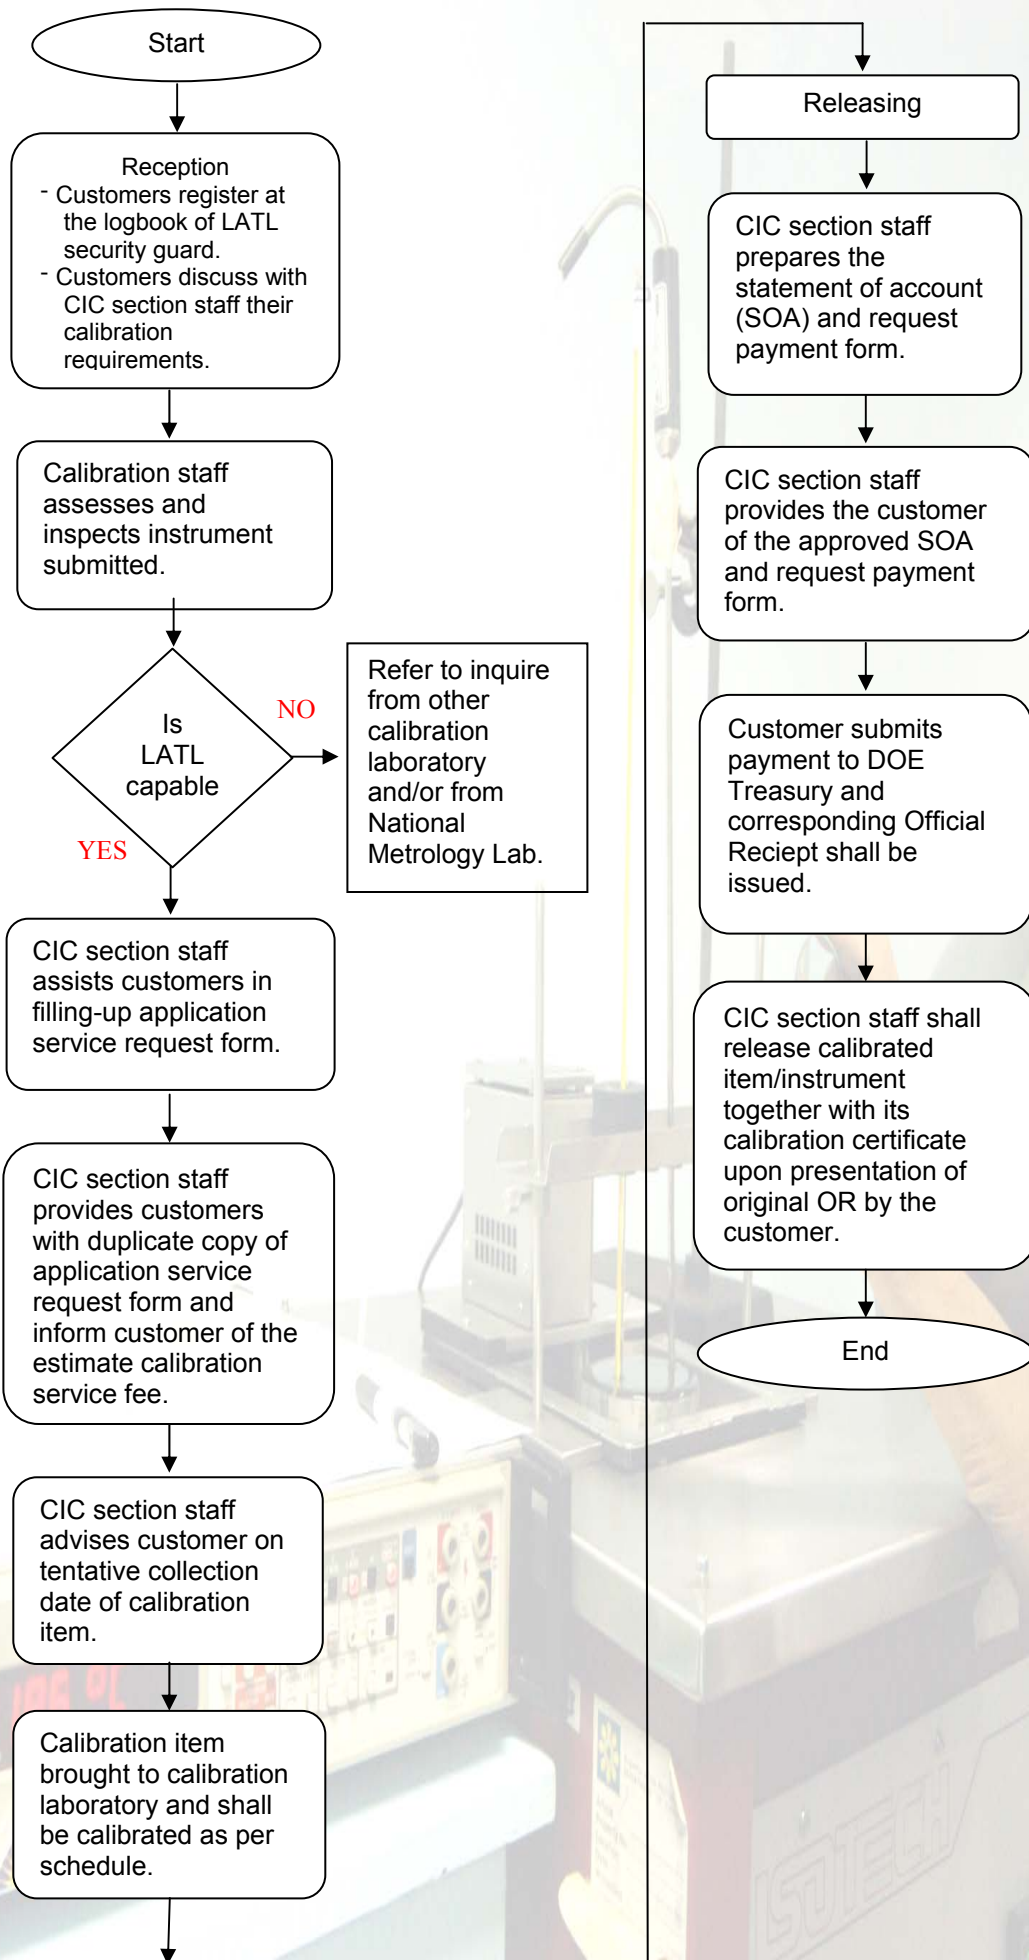 Start
Reception
- Customers register at
the logbook of LATL
security guard.
- Customers discuss with
CIC section staff their
calibration
requirements.
Calibration staff
assesses and
inspects instrument
submitted.
Is
LATL
capable
NO
YES
Refer to inquire
from other
calibration
laboratory
and/or from
National
Metrology Lab.
CIC section staff
assists customers in
filling-up application
service request form.
CIC section staff
provides customers
with duplicate copy of
application service
request form and
inform customer of the
estimate calibration
service fee.
CIC section staff
advises customer on
tentative collection
date of calibration
item.
Calibration item
brought to calibration
laboratory and shall
be calibrated as per
schedule.
Releasing
CIC section staff
prepares the
statement of account
(SOA) and request
payment form.
CIC section staff
provides the customer
of the approved SOA
and request payment
form.
Customer submits
payment to DOE
Treasury and
corresponding Official
Reciept shall be
issued.
CIC section staff shall
release calibrated
item/instrument
together with its
calibration certificate
upon presentation of
original OR by the
customer.
End
ISOTECH